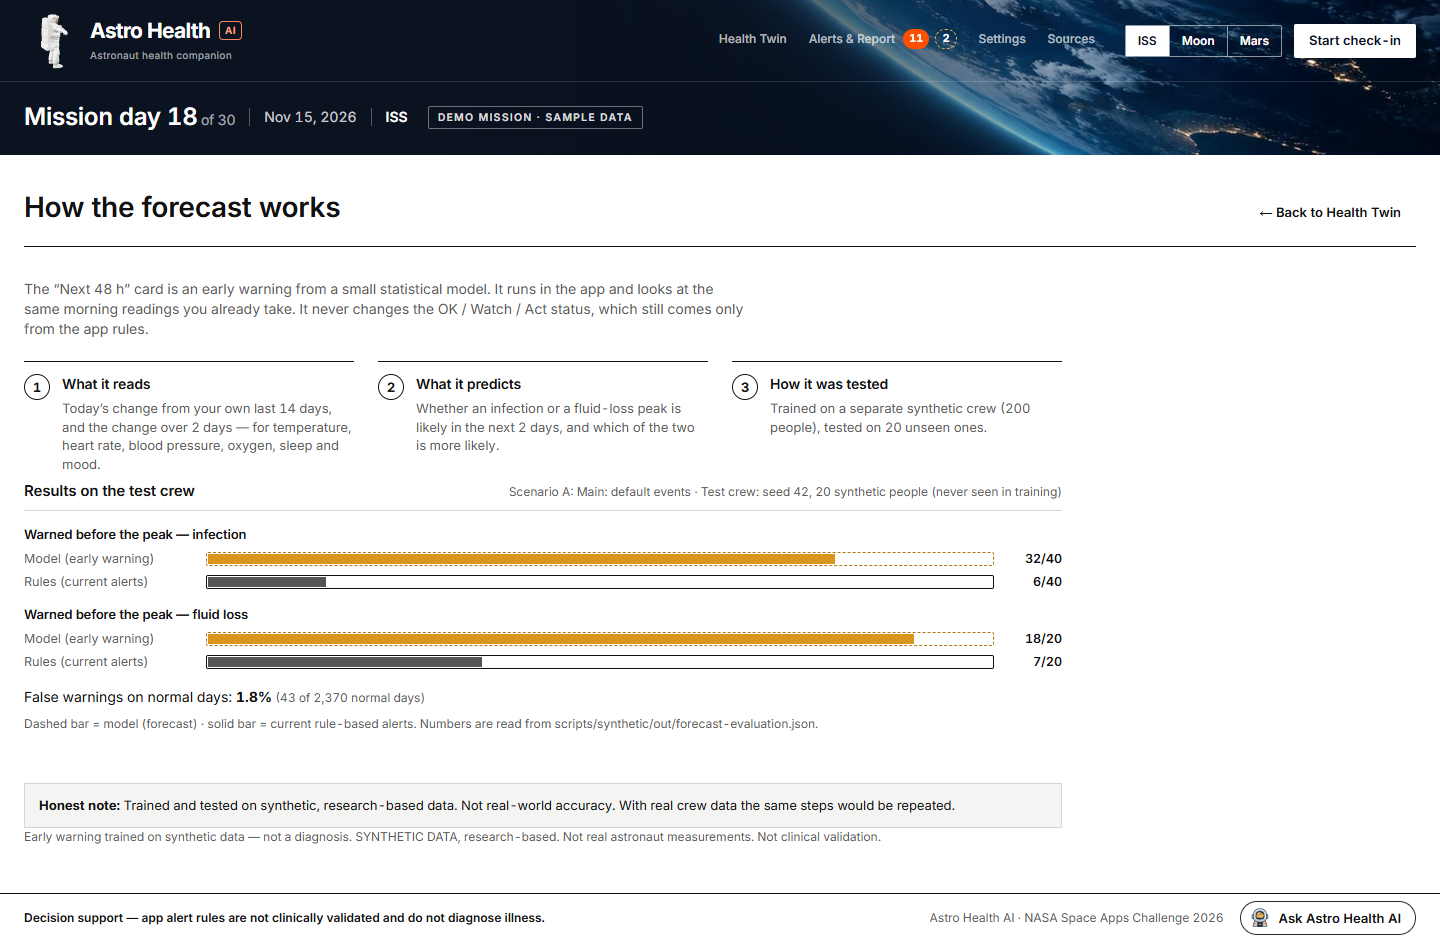 Astro Health AI
Astronaut health companion
Health Twin
Alerts & Report 11 2
Settings
Sources
ISS Moon Mars
Start check-in
Mission day 18 of 30
Nov 15, 2026
ISS
DEMO MISSION · SAMPLE DATA
How the forecast works
← Back to Health Twin
The “Next 48 h” card is an early warning from a small statistical model. It runs in the app and looks at the
same morning readings you already take. It never changes the OK / Watch / Act status, which still comes only
from the app rules.
1 What it reads
Today’s change from your own last 14 days,
and the change over 2 days — for temperature,
heart rate, blood pressure, oxygen, sleep and
mood.
2 What it predicts
Whether an infection or a fluid-loss peak is
likely in the next 2 days, and which of the two
is more likely.
3 How it was tested
Trained on a separate synthetic crew (200
people), tested on 20 unseen ones.
Results on the test crew
Scenario A: Main: default events · Test crew: seed 42, 20 synthetic people (never seen in training)
Warned before the peak — infection
Model (early warning) 32/40
Rules (current alerts) 6/40
Warned before the peak — fluid loss
Model (early warning) 18/20
Rules (current alerts) 7/20
False warnings on normal days: 1.8% (43 of 2,370 normal days)
Dashed bar = model (forecast) · solid bar = current rule-based alerts. Numbers are read from scripts/synthetic/out/forecast-evaluation.json.
Honest note: Trained and tested on synthetic, research-based data. Not real-world accuracy. With real crew data the same steps would be repeated.
Early warning trained on synthetic data — not a diagnosis. SYNTHETIC DATA, research-based. Not real astronaut measurements. Not clinical validation.
Decision support — app alert rules are not clinically validated and do not diagnose illness.
Astro Health AI · NASA Space Apps Challenge 2026
Ask Astro Health AI